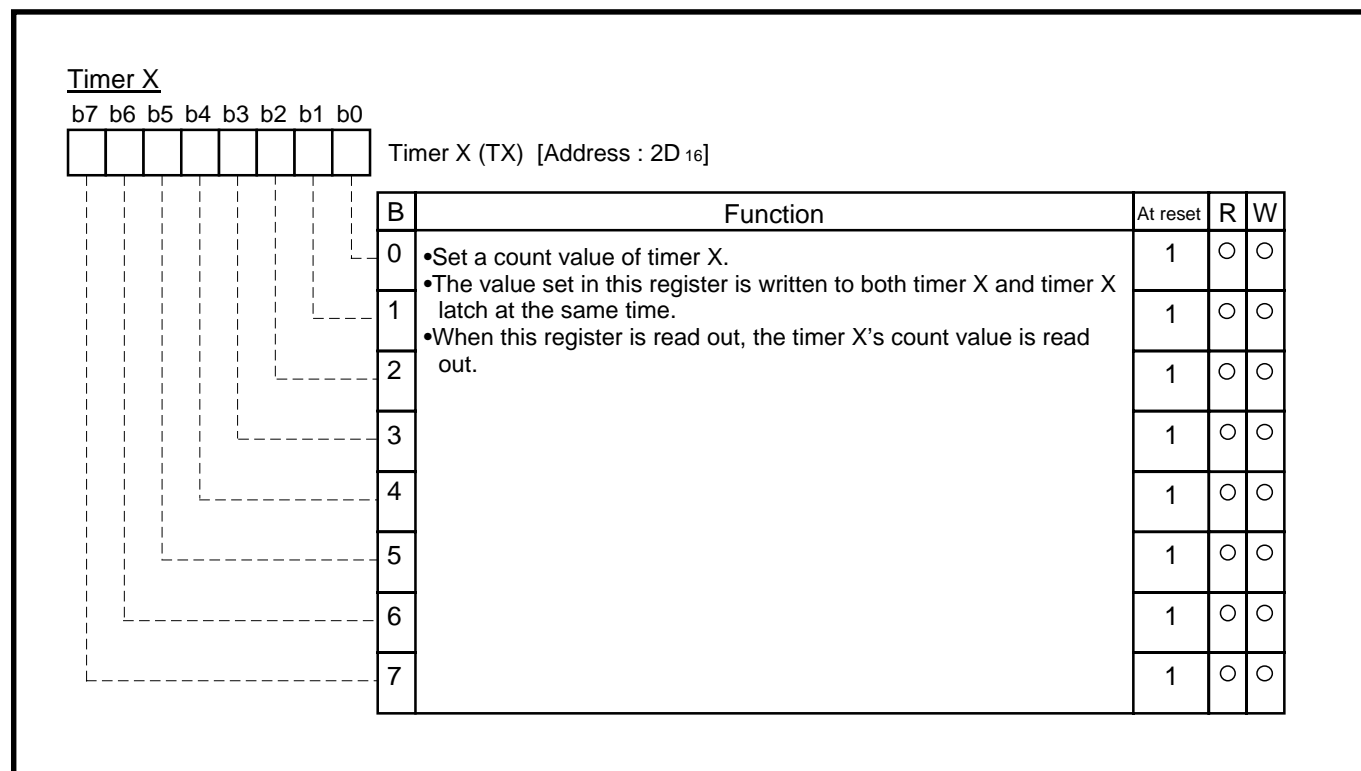 Timer X
b7 b6 b5 b4 b3 b2 b1 b0
Timer X (TX) [Address : 2D 16]
B Function At reset R W
0 •Set a count value of timer X. 1 ○ ○
•The value set in this register is written to both timer X and timer X
1 latch at the same time. 1 ○ ○
•When this register is read out, the timer X’s count value is read
2 out. 1 ○ ○
3 1 ○ ○
4 1 ○ ○
5 1 ○ ○
6 1 ○ ○
7 1 ○ ○